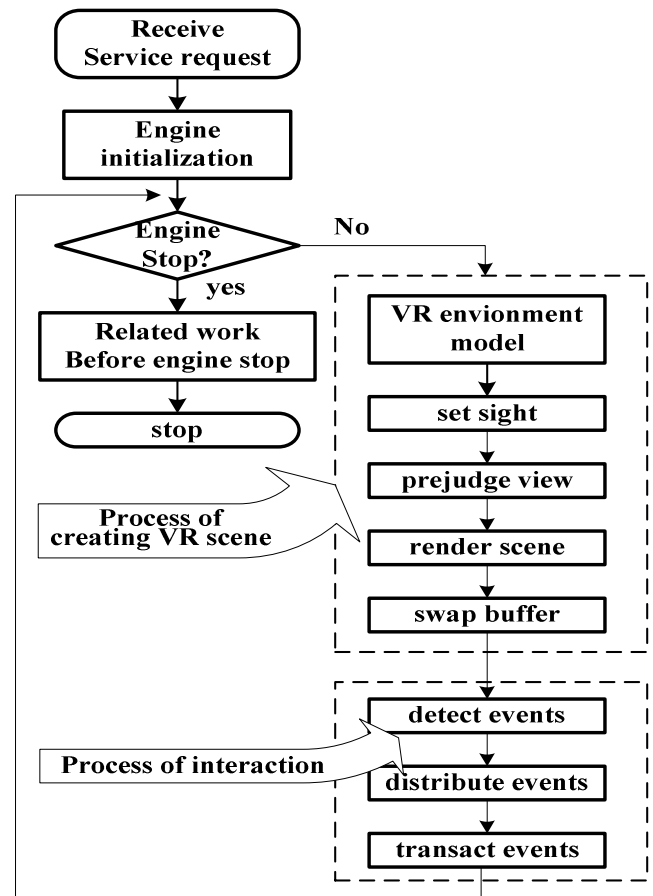 Receive
Service request
Engine
initialization
Engine
Stop?
No
yes
Related work
Before engine stop
stop
VR envionment
model
set sight
prejudge view
Process of
creating VR scene
render scene
swap buffer
detect events
Process of interaction
distribute events
transact events